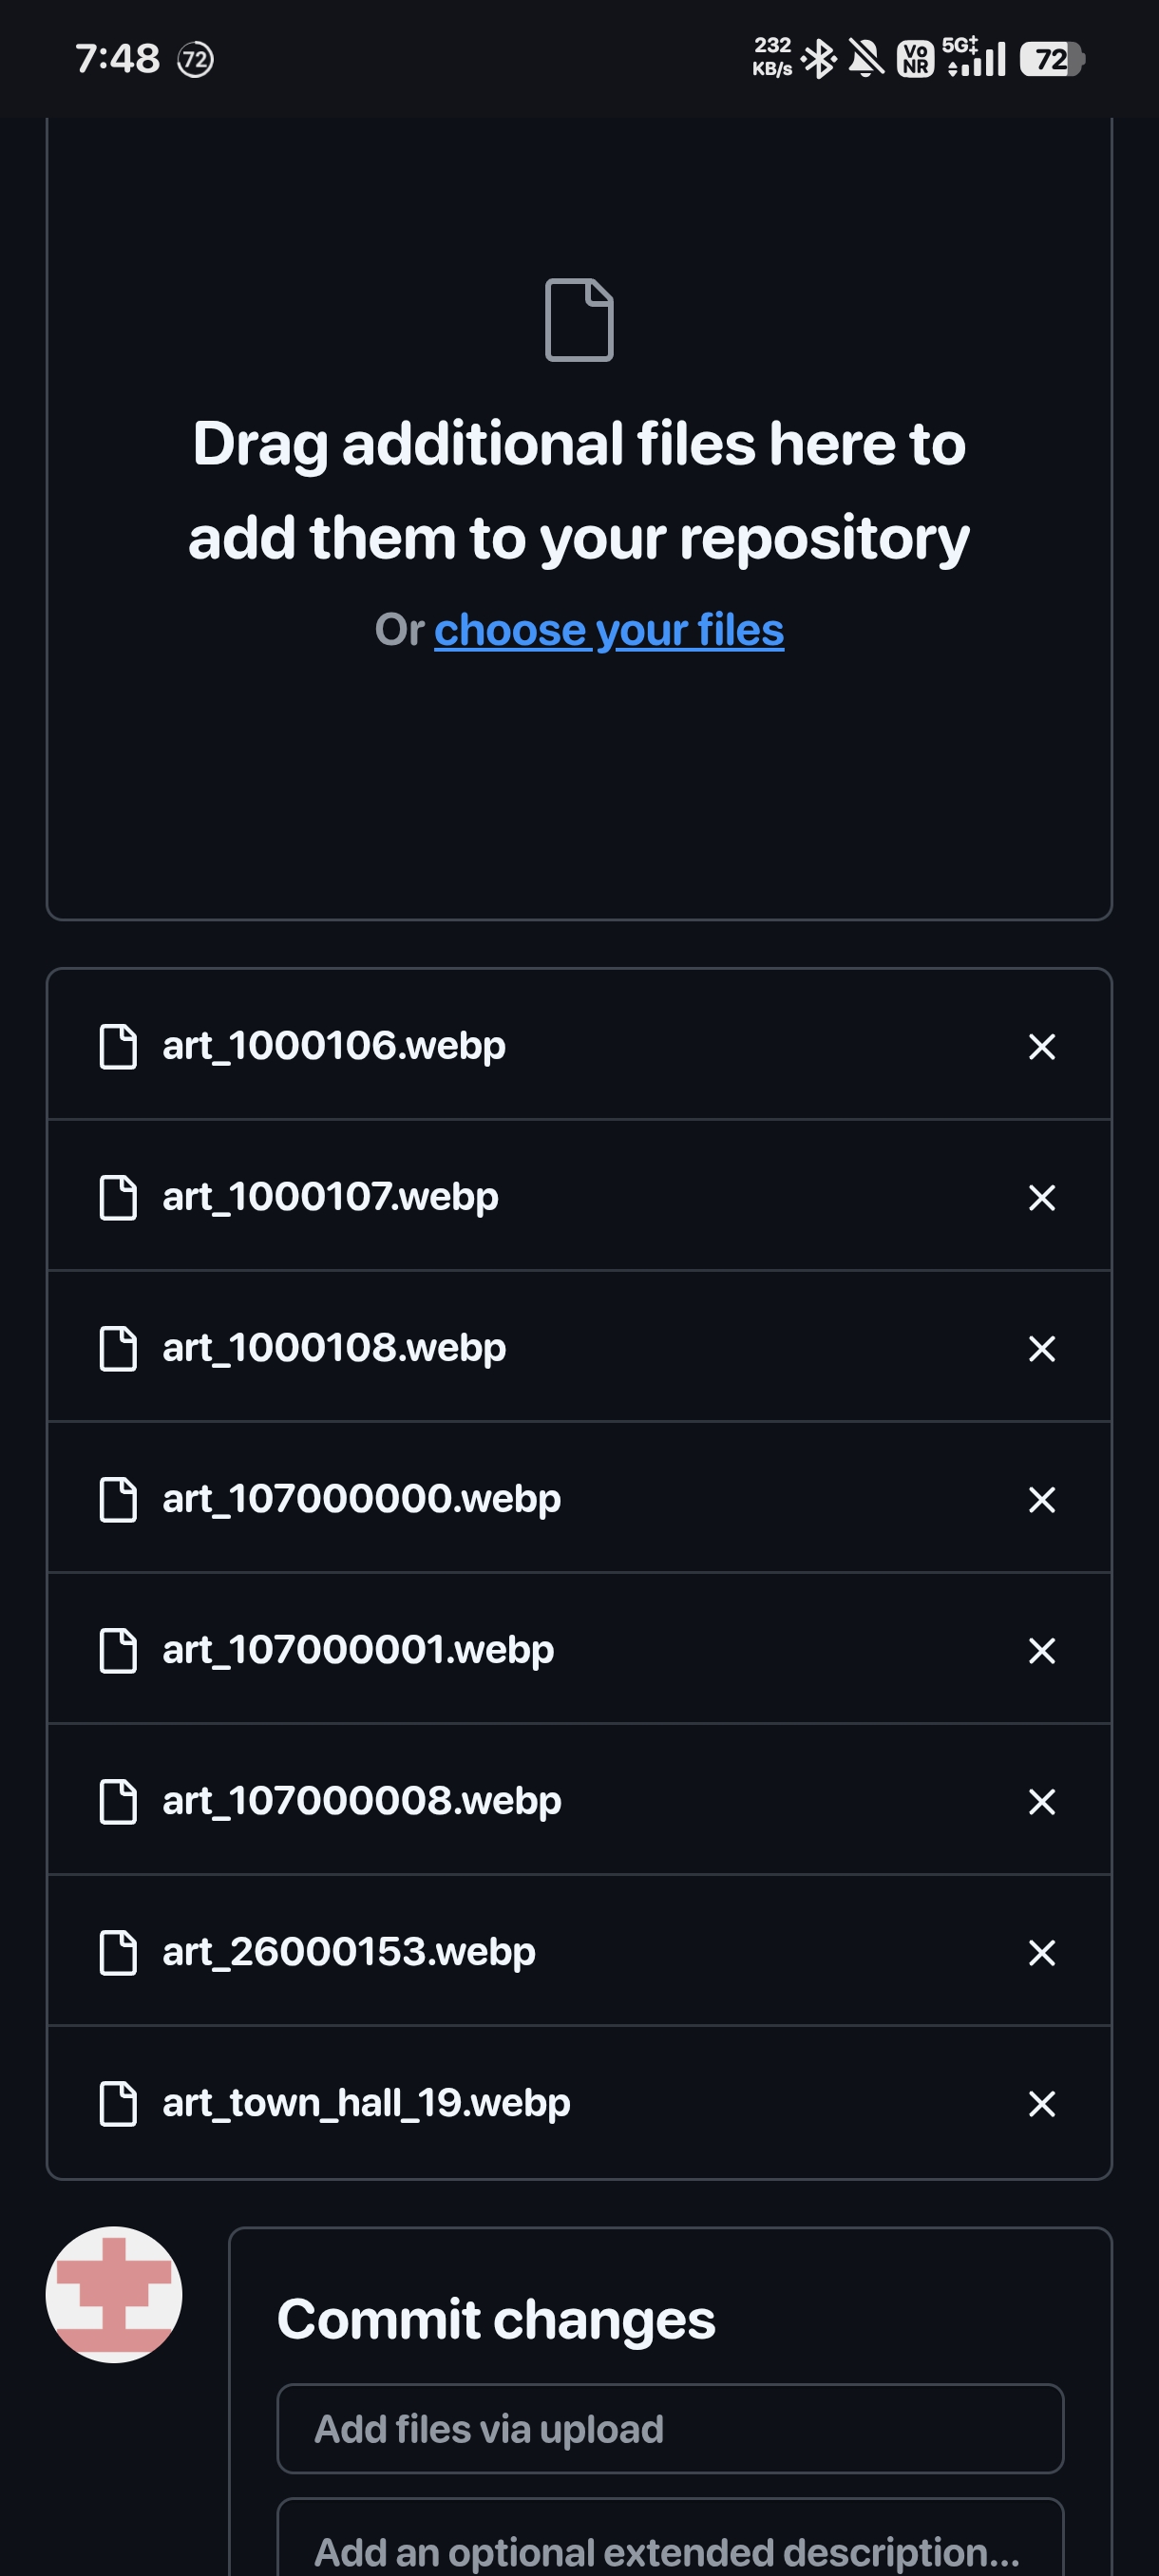 7:48 72 232 KB/s VoNR 5G‡ 72
Drag additional files here to
add them to your repository
Or choose your files
art_1000106.webp
art_1000107.webp
art_1000108.webp
art_107000000.webp
art_107000001.webp
art_107000008.webp
art_26000153.webp
art_town_hall_19.webp
Commit changes
Add files via upload
Add an optional extended description...